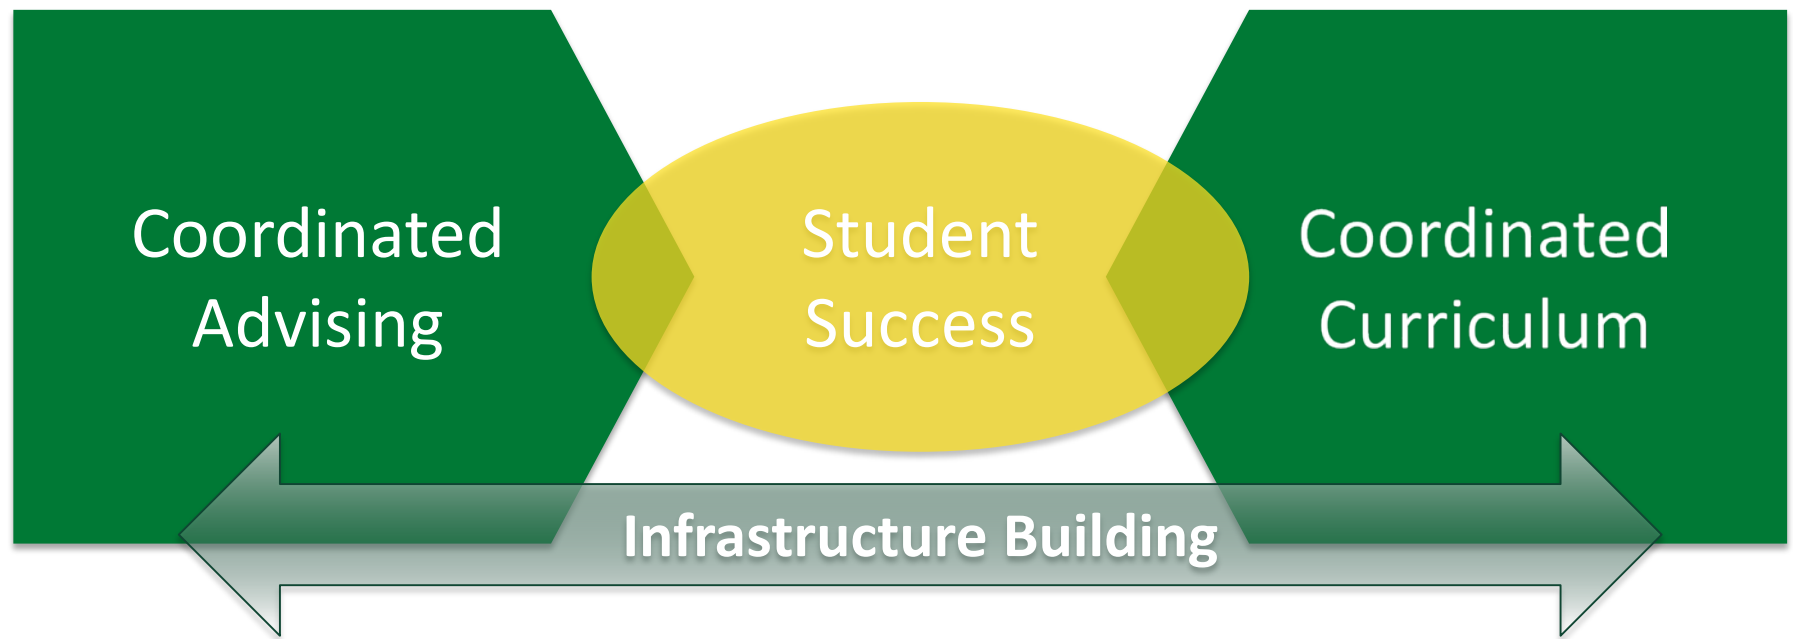 Coordinated
Advising
Student
Success
Coordinated
Curriculum
Infrastructure Building